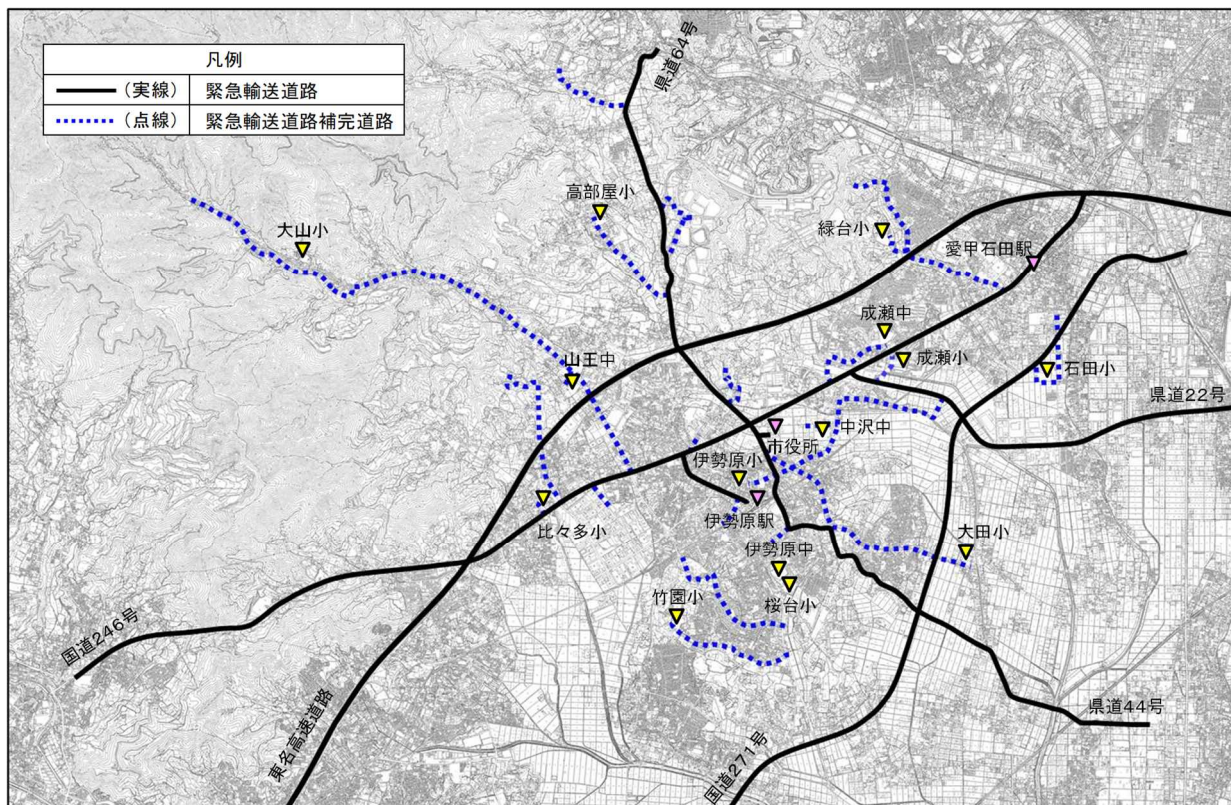 凡例
(実線) 緊急輸送道路
(点線) 緊急輸送道路補完道路
県道64号
高部屋小
大山小
緑台小
愛甲石田駅
成瀬中
山王中
成瀬小
石田小
県道22号
中沢中
市役所
伊勢原小
伊勢原駅
比々多小
大田小
伊勢原中
桜台小
竹園小
国道246号
東名高速道路
国道271号
県道44号